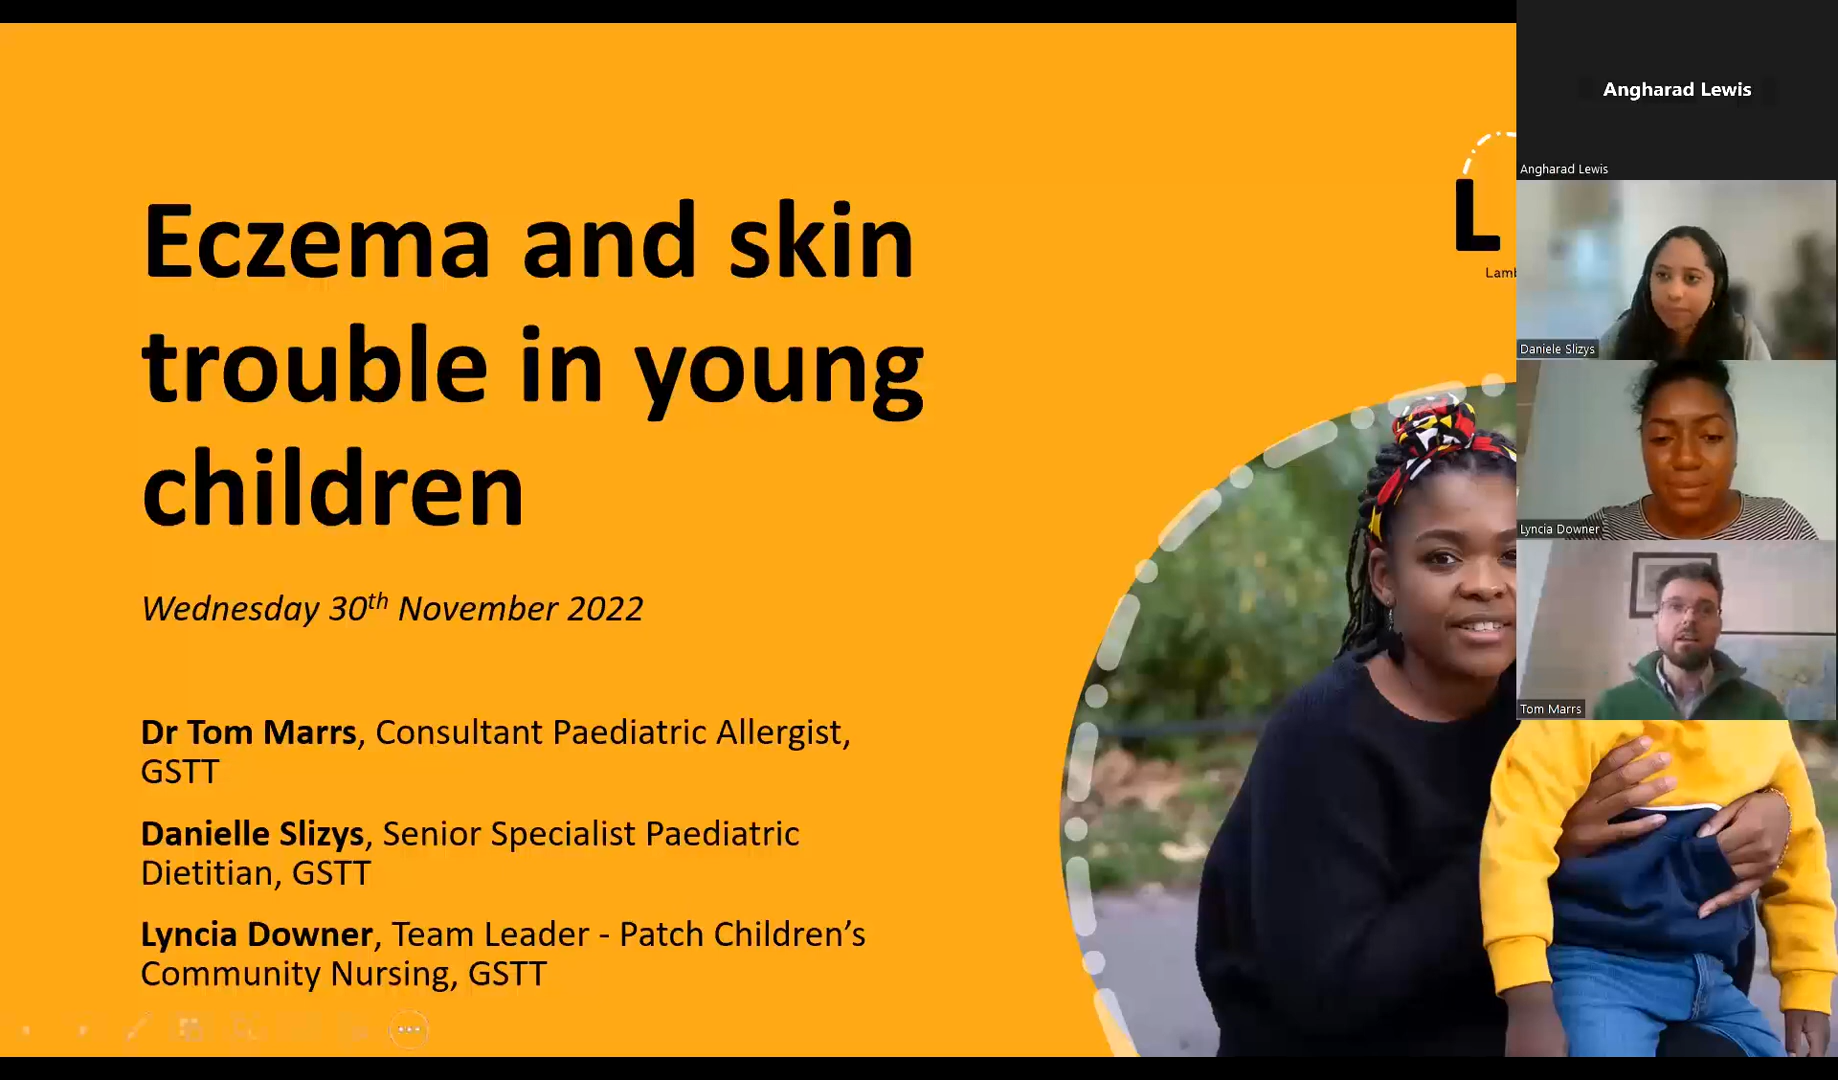 Eczema and skin
trouble in young
children
Wednesday 30th November 2022
Dr Tom Marrs, Consultant Paediatric Allergist,
GSTT
Danielle Slizys, Senior Specialist Paediatric
Dietitian, GSTT
Lyncia Downer, Team Leader - Patch Children’s
Community Nursing, GSTT
L
Lamb
Angharad Lewis
Angharad Lewis
Daniele Slizys
Lyncia Downer
Tom Marrs